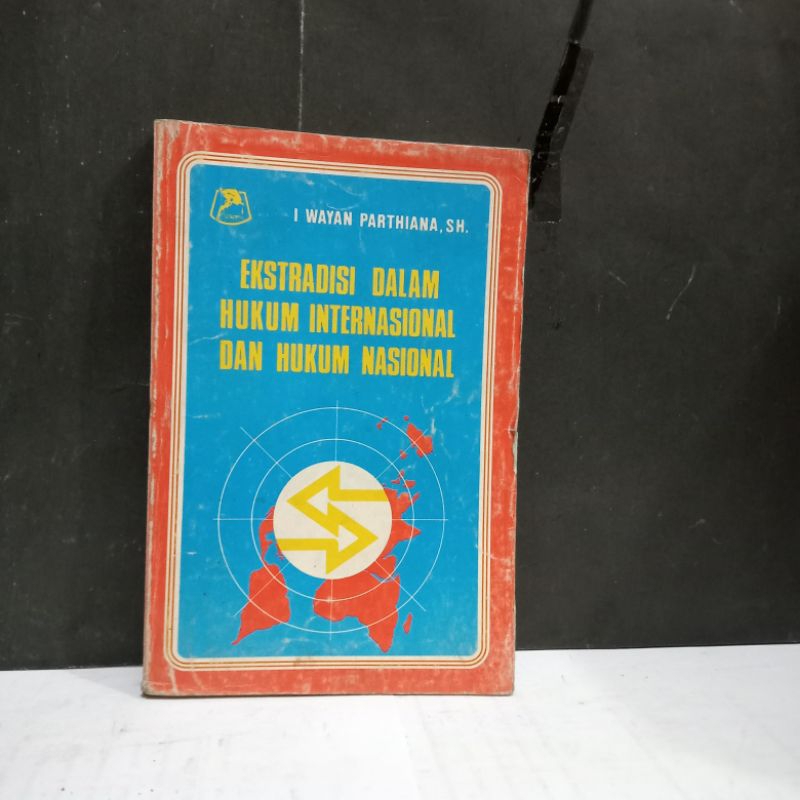 I WAYAN PARTHIANA, SH.
EKSTRADISI DALAM
HUKUM INTERNASIONAL
DAN HUKUM NASIONAL